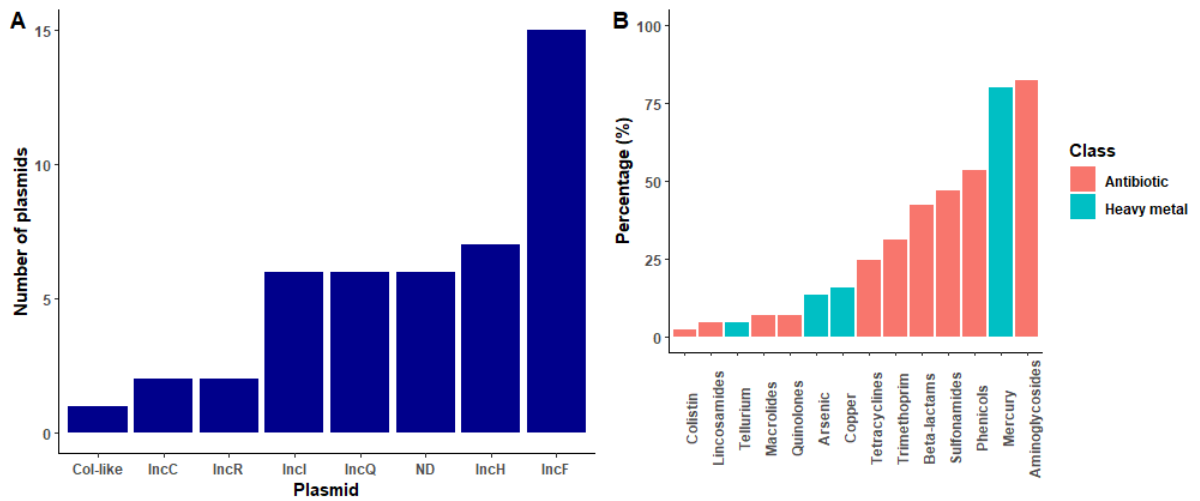 A
Number of plasmids
15
10
5
0
Col-like IncC IncR IncI IncQ ND IncH IncF
Plasmid
B
Percentage (%)
100
75
50
25
0
Colistin
Lincosamides
Tellurium
Macrolides
Quinolones
Arsenic
Copper
Tetracyclines
Trimethoprim
Beta-lactams
Sulfonamides
Phenicols
Mercury
Aminoglycosides
Class
Antibiotic
Heavy metal